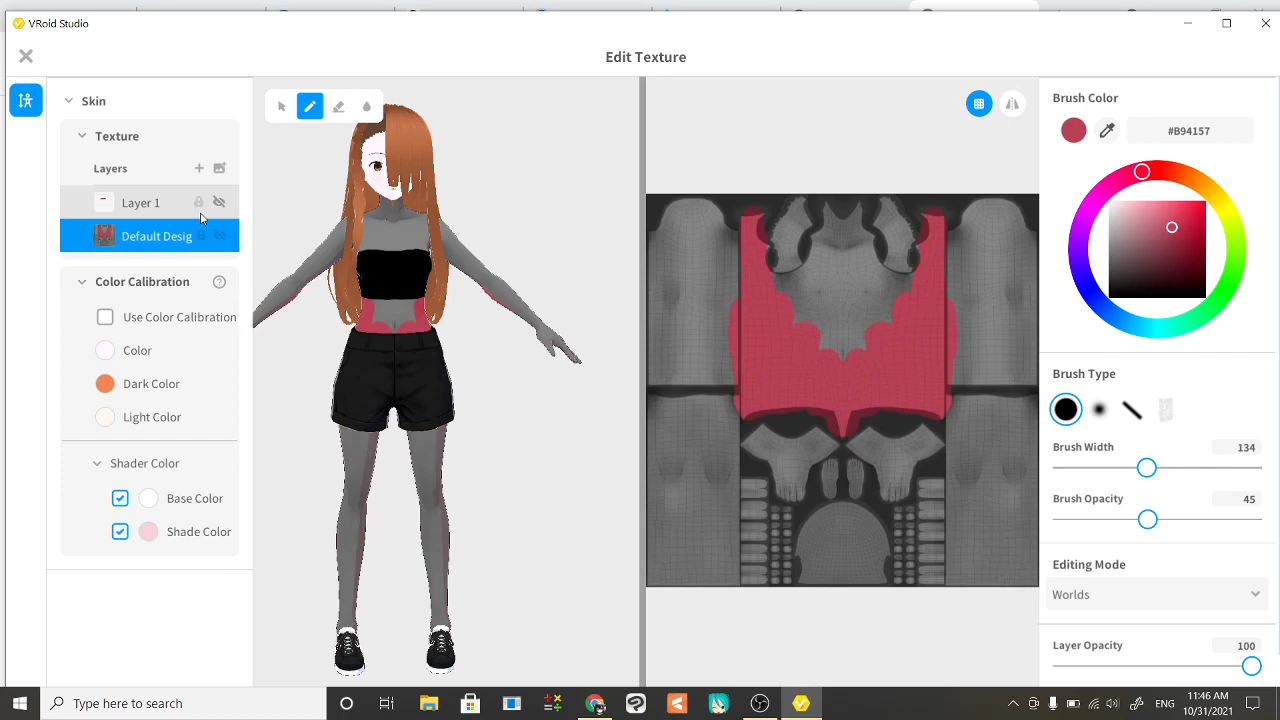 VRoid Studio
Edit Texture
Skin
Texture
Layers
Layer 1
Default Desig
Color Calibration
Use Color Calibration
Color
Dark Color
Light Color
Shader Color
Base Color
Shade Color
Brush Color
#B94157
Brush Type
Brush Width
134
Brush Opacity
45
Editing Mode
Worlds
Layer Opacity
100
Type here to search
ENG
11:46 AM
10/31/2021